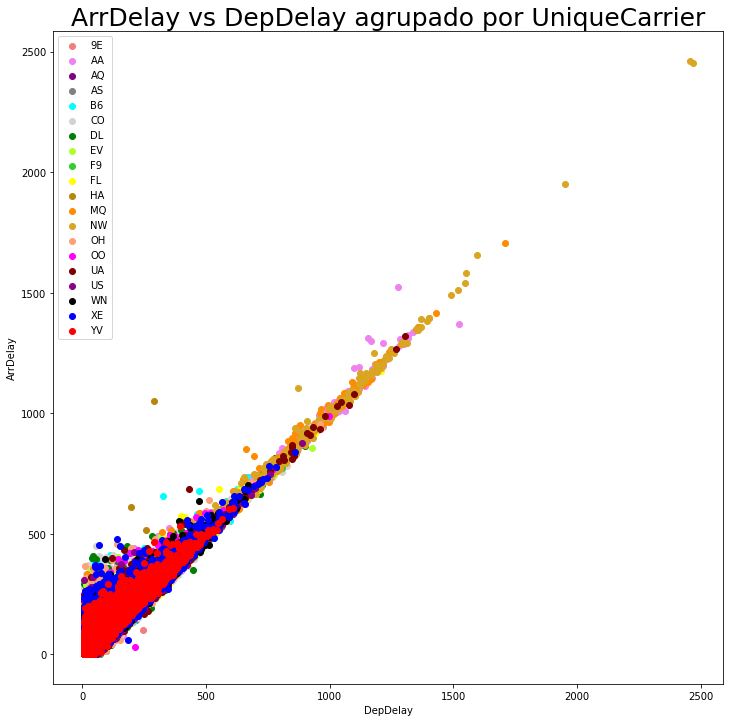 ArrDelay vs DepDelay agrupado por UniqueCarrier
9E
AA
AQ
AS
B6
CO
DL
EV
F9
FL
HA
MQ
NW
OH
OO
UA
US
WN
XE
YV
2500
2000
1500
1000
500
0
ArrDelay
0 500 1000 1500 2000 2500
DepDelay